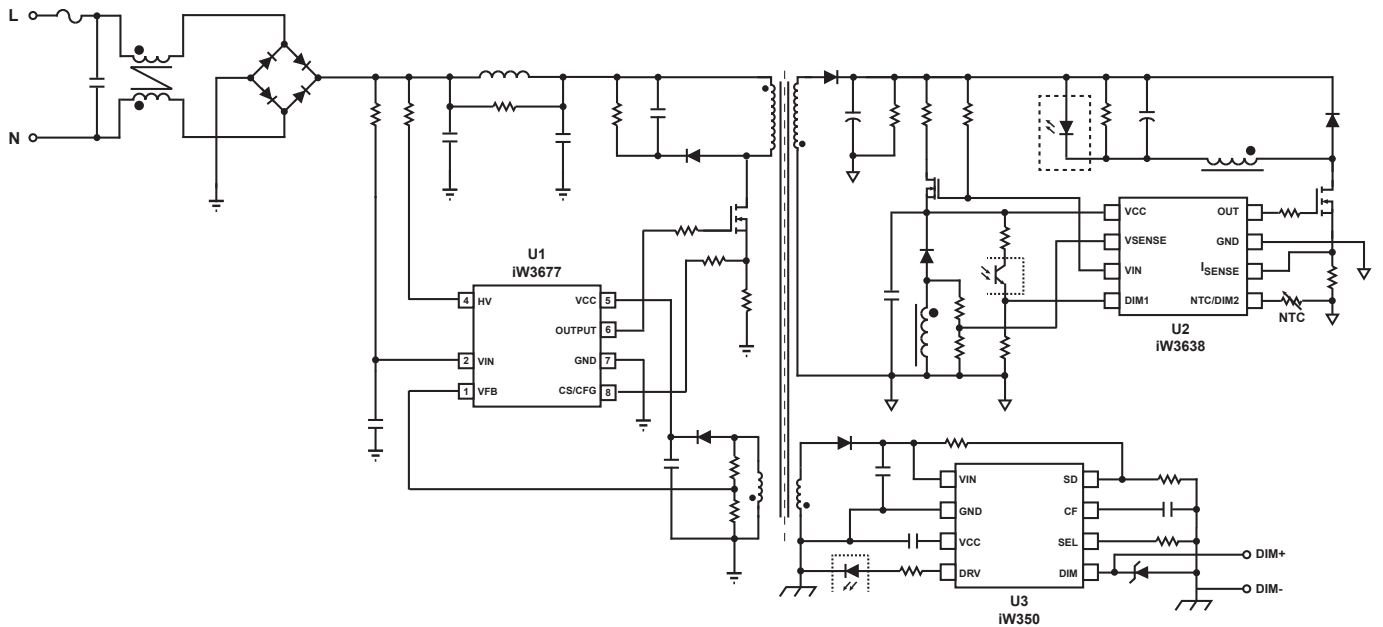 L
N
U1
iW3677
4 HV
VCC 5
OUTPUT 6
2 VIN
GND 7
1 VFB
CS/CFG 8
VCC
OUT
VSENSE
GND
VIN
ISENSE
DIM1
NTC/DIM2
NTC
U2
iW3638
VIN
SD
GND
CF
VCC
SEL
DRV
DIM
U3
iW350
DIM+
DIM-